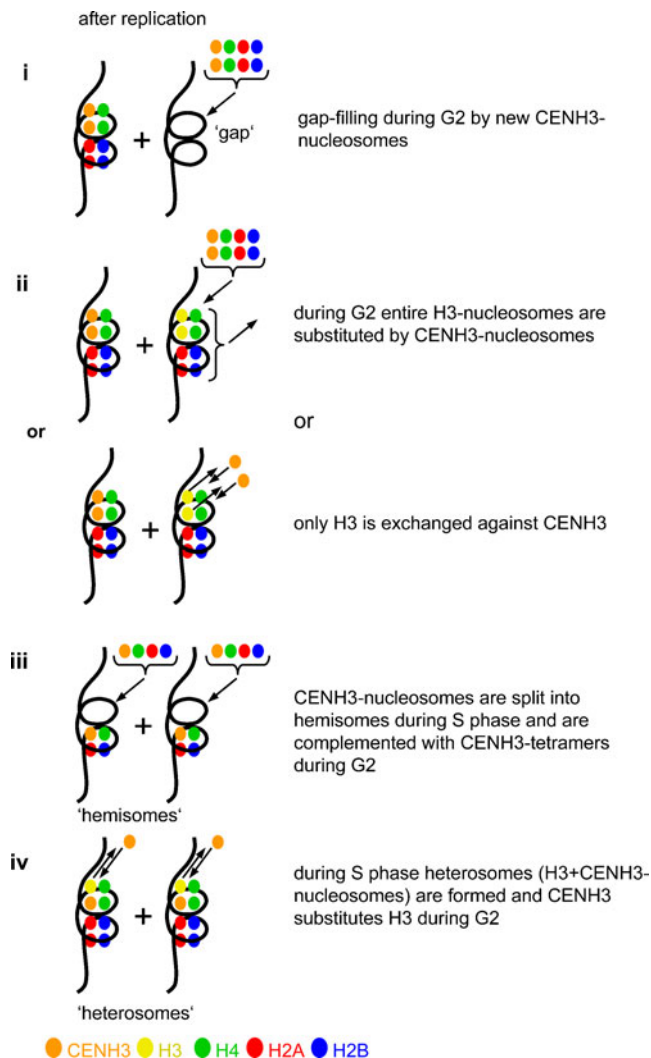 after replication
i
'gap'
gap-filling during G2 by new CENH3-
nucleosomes
ii
during G2 entire H3-nucleosomes are
substituted by CENH3-nucleosomes
or
or
only H3 is exchanged against CENH3
iii
CENH3-nucleosomes are split into
hemisomes during S phase and are
complemented with CENH3-tetramers
during G2
'hemisomes'
iv
during S phase heterosomes (H3+CENH3-
nucleosomes) are formed and CENH3
substitutes H3 during G2
'heterosomes'
CENH3 H3 H4 H2A H2B